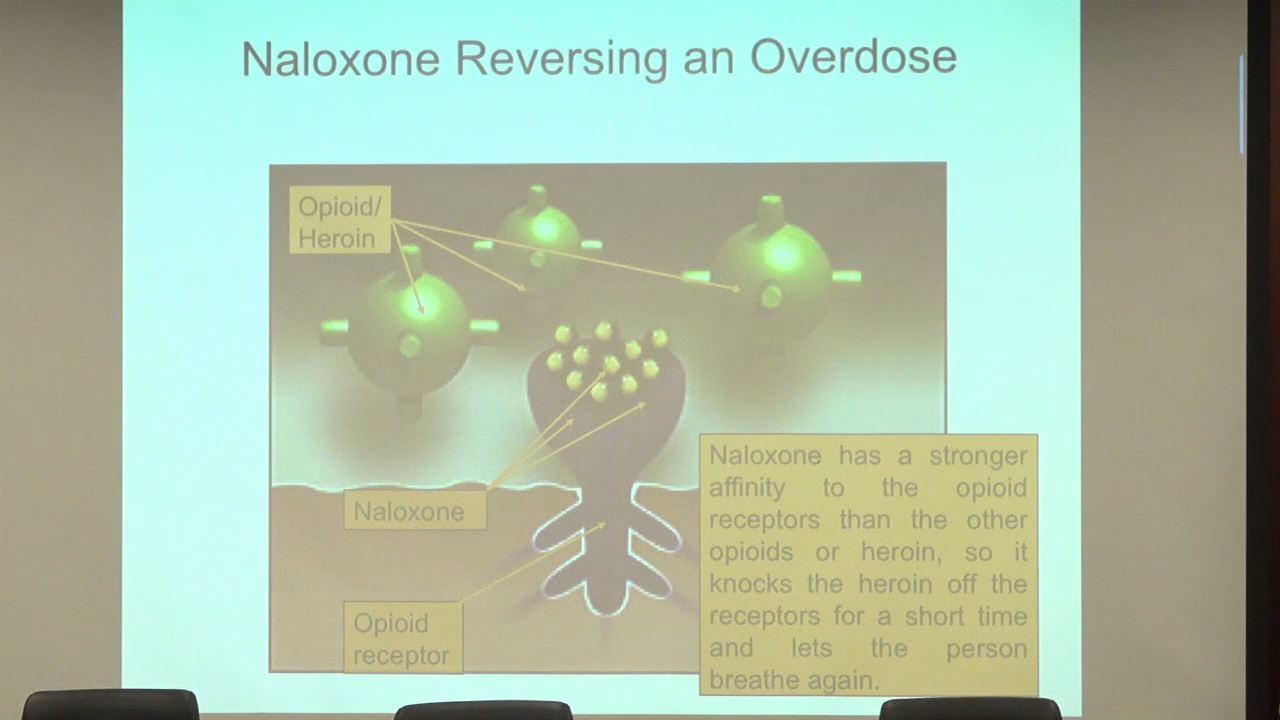 Naloxone Reversing an Overdose
Opioid/
Heroin
Naloxone
Opioid
receptor
Naloxone has a stronger
affinity to the opioid
receptors than the other
opioids or heroin, so it
knocks the heroin off the
receptors for a short time
and lets the person
breathe again.